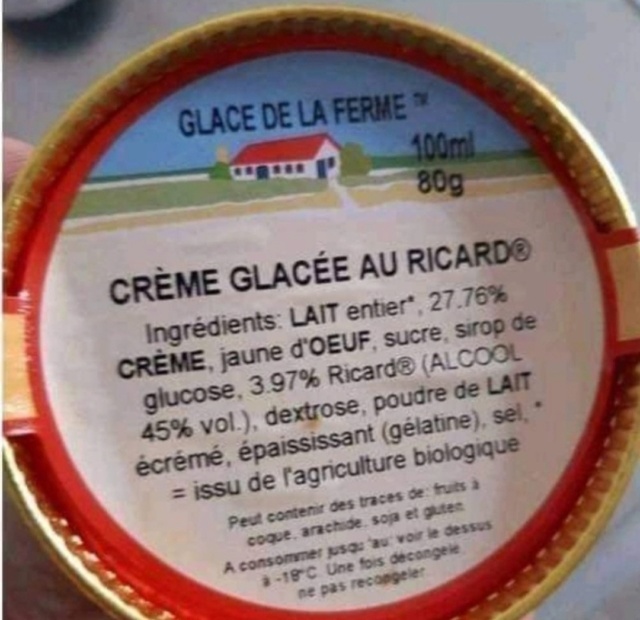 GLACE DE LA FERME ™
100ml
80g
CRÈME GLACÉE AU RICARD®
Ingrédients: LAIT entier*, 27.76%
CRÈME, jaune d'OEUF, sucre, sirop de
glucose, 3.97% Ricard® (ALCOOL
45% vol.), dextrose, poudre de LAIT
écrémé, épaississant (gélatine), sel, *
= issu de l'agriculture biologique
Peut contenir des traces de: fruits à
coque, arachide, soja et gluten
A consommer jusqu 'au: voir le dessus
à -18°C Une fois décongelé
ne pas recongeler